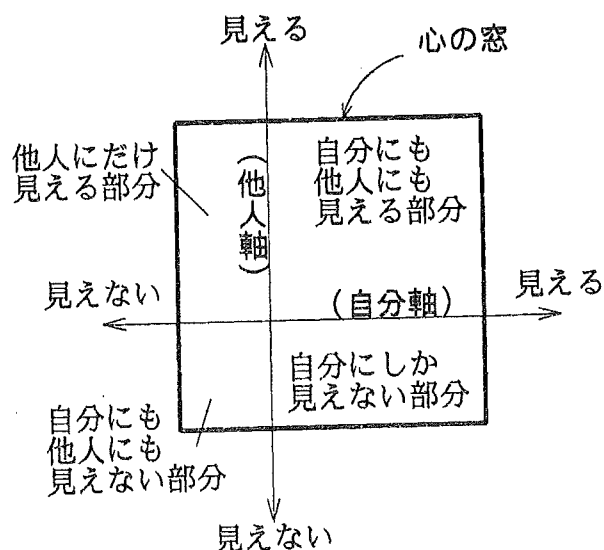 見える
心の窓
他人にだけ
見える部分
(他人軸)
自分にも
他人にも
見える部分
見えない
(自分軸)
見える
自分にしか
見えない部分
自分にも
他人にも
見えない部分
見えない